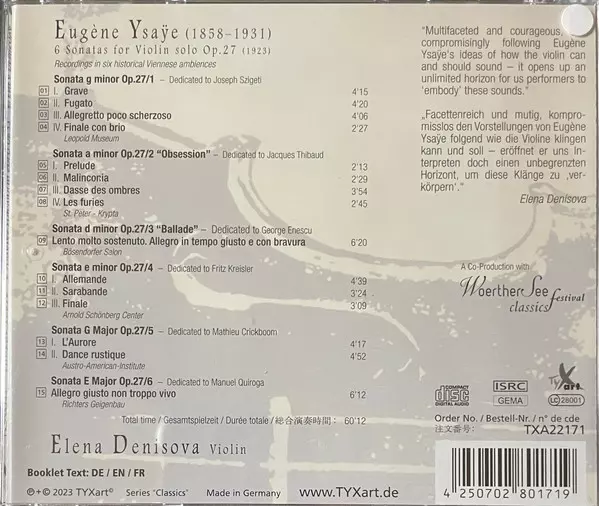 Eugène Ysaÿe (1858–1931)
6 Sonatas for Violin solo Op.27 (1923)
Recordings in six historical Viennese ambiences
Sonata g minor Op.27/1 – Dedicated to Joseph Szigeti
01 I. Grave 4'15
02 II. Fugato 4'20
03 III. Allegretto poco scherzoso 4'06
04 IV. Finale con brio 2'27
Leopold Museum
Sonata a minor Op.27/2 “Obsession” – Dedicated to Jacques Thibaud
05 I. Prelude 2'13
06 II. Malinconia 2'29
07 III. Dasse des ombres 3'54
08 IV. Les furies 2'45
St. Peter - Krypta
Sonata d minor Op.27/3 “Ballade” – Dedicated to George Enescu
09 Lento molto sostenuto. Allegro in tempo giusto e con bravura 6'20
Bösendorfer Salon
Sonata e minor Op.27/4 – Dedicated to Fritz Kreisler
10 I. Allemande 4'39
11 II. Sarabande 3'24
12 III. Finale 3'09
Arnold Schönberg Center
Sonata G Major Op.27/5 – Dedicated to Mathieu Crickboom
13 I. L'Aurore 4'17
14 II. Dance rustique 4'52
Austro-American-Institute
Sonata E Major Op.27/6 – Dedicated to Manuel Quiroga
15 Allegro giusto non troppo vivo 6'12
Richters Geigenbau
Total time / Gesamtspielzeit / Durée totale / 総合演奏時間: 60'12
Elena Denisova Violin
Booklet Text: DE / EN / FR
℗+© 2023 TYXart® Series "Classics" Made in Germany www.TYXart.de
"Multifaceted and courageous,
compromisingly following Eugène
Ysaÿe's ideas of how the violin can
and should sound – it opens up
an unlimited horizon for us performers to
'embody' these sounds."
„Facettenreich und mutig, kompro-
misslos den Vorstellungen von Eugène
Ysaÿe folgend wie die Violine klingen
kann und soll – eröffnet er uns In-
terpreten doch einen unbegrenzten
Horizont, um diese Klänge zu ‚ver-
körpern'."
Elena Denisova
A Co-Production with
Woerther See
classics festival
COMPACT
disc
DIGITAL AUDIO
ISRC
GEMA
TYXart
LC 28001
Order No. / Bestell-Nr. / n° de cde
注文番号: TXA22171
4 250702 801719